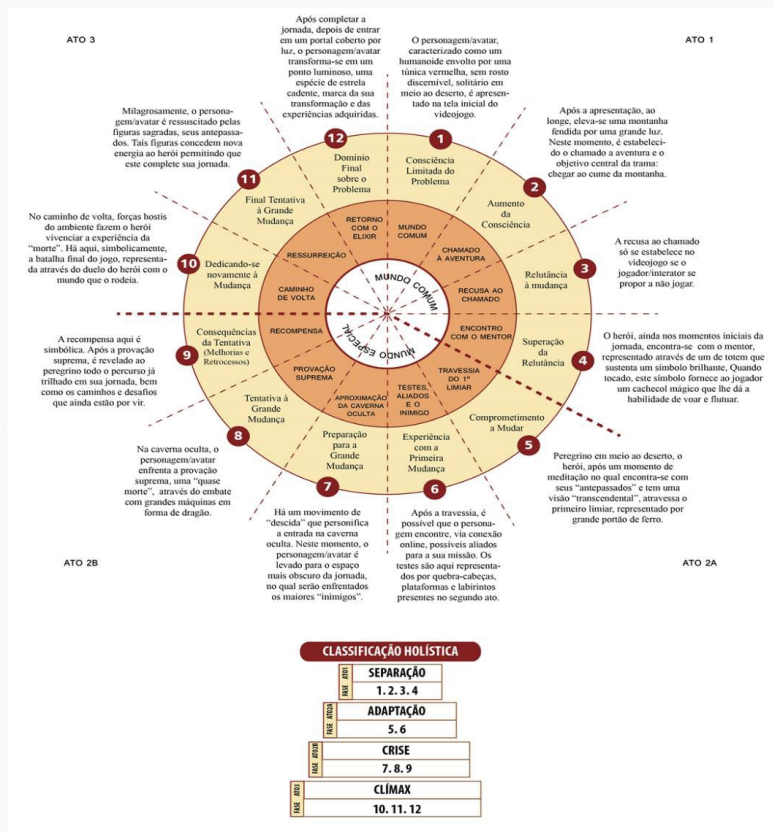 ATO 3
ATO 1
Após completar a
jornada, depois de entrar
em um portal coberto por
luz, o personagem/avatar
transforma-se em um
ponto luminoso, uma
espécie de estrela
cadente, marca da sua
transformação e das
experiências adquiridas.
O personagem/avatar,
caracterizado como um
humanoide envolto por uma
túnica vermelha, sem rosto
discernível, solitário em
meio ao deserto, é apresen-
tado na tela inicial do
videojogo.
Após a apresentação, ao
longe, eleva-se uma montanha
fendida por uma grande luz.
Neste momento, é estabeleci-
do o chamado a aventura e o
objetivo central da trama:
chegar ao cume da montanha.
A recusa ao chamado
só se estabelece no
videojogo se o
jogador/interator se
propor a não jogar.
O herói, ainda nos momentos iniciais da
jornada, encontra-se com o mentor,
representado através de um de totem que
sustenta um símbolo brilhante, Quando
tocado, este símbolo fornece ao jogador
um cachecol mágico que lhe dá a
habilidade de voar e flutuar.
Peregrino em meio ao deserto, o
herói, após um momento de
meditação no qual encontra-se com
seus “antepassados” e tem uma
visão “transcendental”, atravessa o
primeiro limiar, representado por
grande portão de ferro.
Após a travessia, é
possível que o persona-
gem encontre, via conexão
online, possíveis aliados
para a sua missão. Os
testes são aqui representa-
dos por quebra-cabeças,
plataformas e labirintos
presentes no segundo ato.
Há um movimento de
“descida” que personifica
a entrada na caverna
oculta. Neste momento, o
personagem/avatar é
levado para o espaço
mais obscuro da jornada,
no qual serão enfrentados
os maiores “inimigos”.
Na caverna oculta, o
personagem/avatar
enfrenta a provação
suprema, uma “quase
morte”, através do embate
com grandes máquinas em
forma de dragão.
A recompensa aqui é
simbólica. Após a provação
suprema, é revelado ao
peregrino todo o percurso já
trilhado em sua jornada, bem
como os caminhos e desafios
que ainda estão por vir.
No caminho de volta, forças hostis
do ambiente fazem o herói
vivenciar a experiência da
“morte”. Há aqui, simbolicamente,
a batalha final do jogo, representa-
da através do duelo do herói com o
mundo que o rodeia.
Milagrosamente, o persona-
gem/avatar é ressuscitado pelas
figuras sagradas, seus antepassa-
dos. Tais figuras concedem nova
energia ao herói permitindo que
este complete sua jornada.
1
Consciência
Limitada do
Problema
2
Aumento
da
Consciência
3
Relutância
à mudança
4
Superação
da
Relutância
5
Comprometimento
a Mudar
6
Experiência
com a
Primeira
Mudança
7
Preparação
para a
Grande
Mudança
8
Tentativa à
Grande
Mudança
9
Consequências
da Tentativa
(Melhorias e
Retrocessos)
10
Dedicando-se
novamente à
Mudança
11
Final Tentativa
à Grande
Mudança
12
Domínio
Final
sobre o
Problema
MUNDO
COMUM
CHAMADO
À AVENTURA
RECUSA AO
CHAMADO
ENCONTRO
COM O MENTOR
TRAVESSIA
DO 1º
LIMIAR
TESTES,
ALIADOS
E O
INIMIGO
APROXIMAÇÃO
DA CAVERNA
OCULTA
PROVAÇÃO
SUPREMA
RECOMPENSA
CAMINHO
DE VOLTA
RESSURREIÇÃO
RETORNO
COM O
ELIXIR
MUNDO COMUM
MUNDO ESPECIAL
ATO 2B
ATO 2A
CLASSIFICAÇÃO HOLÍSTICA
FASE ATO1
SEPARAÇÃO
1. 2. 3. 4
FASE ATO2A
ADAPTAÇÃO
5. 6
FASE ATO2B
CRISE
7. 8. 9
FASE ATO3
CLÍMAX
10. 11. 12